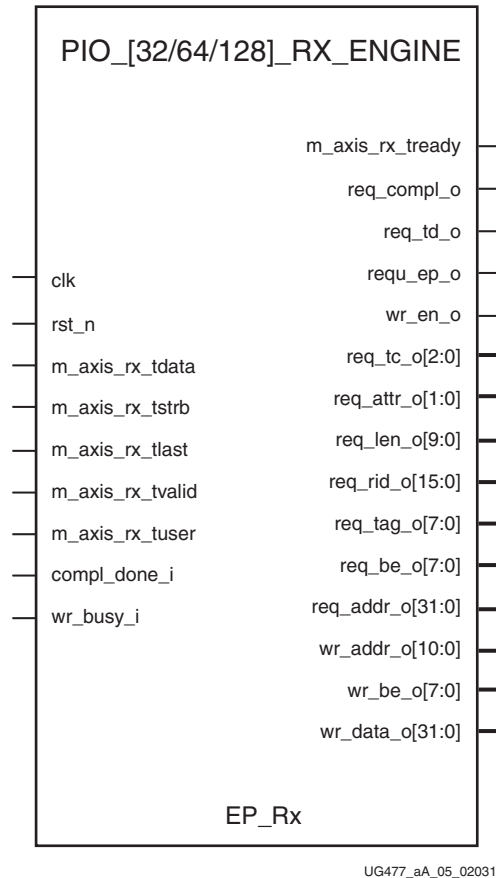 PIO_[32/64/128]_RX_ENGINE
m_axis_rx_tready
req_compl_o
req_td_o
requ_ep_o
wr_en_o
req_tc_o[2:0]
req_attr_o[1:0]
req_len_o[9:0]
req_rid_o[15:0]
req_tag_o[7:0]
req_be_o[7:0]
req_addr_o[31:0]
wr_addr_o[10:0]
wr_be_o[7:0]
wr_data_o[31:0]
clk
rst_n
m_axis_rx_tdata
m_axis_rx_tstrb
m_axis_rx_tlast
m_axis_rx_tvalid
m_axis_rx_tuser
compl_done_i
wr_busy_i
EP_Rx
UG477_aA_05_02031